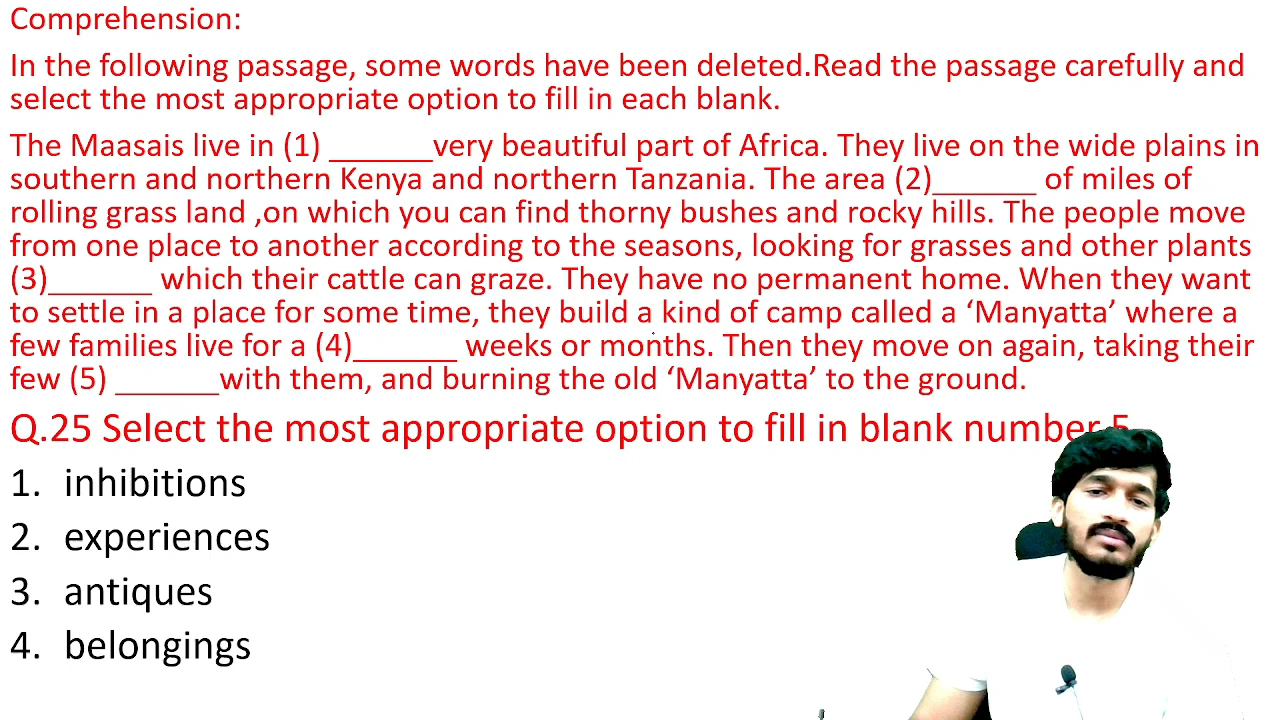 Comprehension:
In the following passage, some words have been deleted.Read the passage carefully and
select the most appropriate option to fill in each blank.
The Maasais live in (1) ______very beautiful part of Africa. They live on the wide plains in
southern and northern Kenya and northern Tanzania. The area (2)______ of miles of
rolling grass land ,on which you can find thorny bushes and rocky hills. The people move
from one place to another according to the seasons, looking for grasses and other plants
(3)______ which their cattle can graze. They have no permanent home. When they want
to settle in a place for some time, they build a kind of camp called a ‘Manyatta’ where a
few families live for a (4)______ weeks or months. Then they move on again, taking their
few (5) ______with them, and burning the old ‘Manyatta’ to the ground.
Q.25 Select the most appropriate option to fill in blank number 5
1. inhibitions
2. experiences
3. antiques
4. belongings